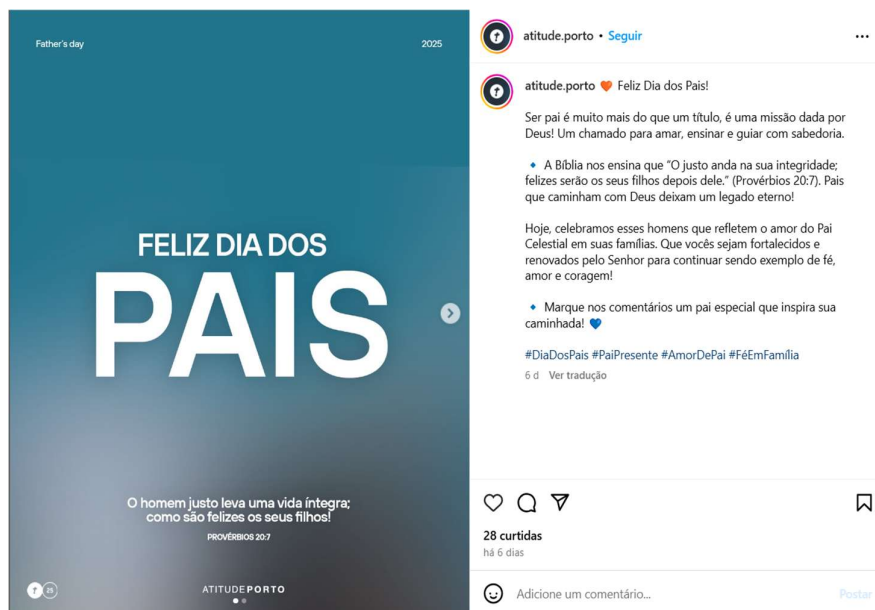 Father's day
2025
FELIZ DIA DOS
PAIS
O homem justo leva uma vida íntegra;
como são felizes os seus filhos!
PROVÉRBIOS 20:7
25
ATITUDEPORTO
atitude.porto • Seguir
atitude.porto 🧡 Feliz Dia dos Pais!
Ser pai é muito mais do que um título, é uma missão dada por
Deus! Um chamado para amar, ensinar e guiar com sabedoria.
🔹 A Bíblia nos ensina que “O justo anda na sua integridade;
felizes serão os seus filhos depois dele.” (Provérbios 20:7). Pais
que caminham com Deus deixam um legado eterno!
Hoje, celebramos esses homens que refletem o amor do Pai
Celestial em suas famílias. Que vocês sejam fortalecidos e
renovados pelo Senhor para continuar sendo exemplo de fé,
amor e coragem!
🔹 Marque nos comentários um pai especial que inspira sua
caminhada! 💙
#DiaDosPais #PaiPresente #AmorDePai #FéEmFamília
6 d Ver tradução
28 curtidas
há 6 dias
Adicione um comentário...
Postar